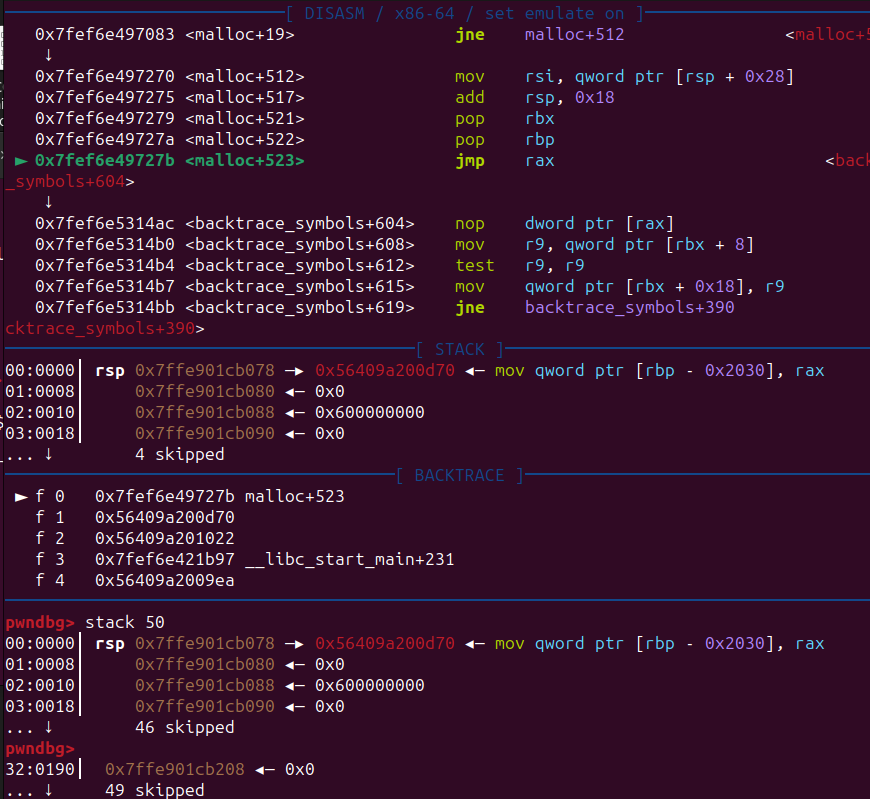 [ DISASM / x86-64 / set emulate on ]
0x7fef6e497083 <malloc+19> jne malloc+512 <malloc+5
↓
0x7fef6e497270 <malloc+512> mov rsi, qword ptr [rsp + 0x28]
0x7fef6e497275 <malloc+517> add rsp, 0x18
0x7fef6e497279 <malloc+521> pop rbx
0x7fef6e49727a <malloc+522> pop rbp
► 0x7fef6e49727b <malloc+523> jmp rax <back
_symbols+604>
↓
0x7fef6e5314ac <backtrace_symbols+604> nop dword ptr [rax]
0x7fef6e5314b0 <backtrace_symbols+608> mov r9, qword ptr [rbx + 8]
0x7fef6e5314b4 <backtrace_symbols+612> test r9, r9
0x7fef6e5314b7 <backtrace_symbols+615> mov qword ptr [rbx + 0x18], r9
0x7fef6e5314bb <backtrace_symbols+619> jne backtrace_symbols+390
cktrace_symbols+390>
[ STACK ]
00:0000│ rsp 0x7ffe901cb078 —► 0x56409a200d70 ◄— mov qword ptr [rbp - 0x2030], rax
01:0008│ 0x7ffe901cb080 ◄— 0x0
02:0010│ 0x7ffe901cb088 ◄— 0x600000000
03:0018│ 0x7ffe901cb090 ◄— 0x0
... ↓ 4 skipped
[ BACKTRACE ]
► f 0 0x7fef6e49727b malloc+523
f 1 0x56409a200d70
f 2 0x56409a201022
f 3 0x7fef6e421b97 __libc_start_main+231
f 4 0x56409a2009ea
pwndbg> stack 50
00:0000│ rsp 0x7ffe901cb078 —► 0x56409a200d70 ◄— mov qword ptr [rbp - 0x2030], rax
01:0008│ 0x7ffe901cb080 ◄— 0x0
02:0010│ 0x7ffe901cb088 ◄— 0x600000000
03:0018│ 0x7ffe901cb090 ◄— 0x0
... ↓ 46 skipped
pwndbg>
32:0190│ 0x7ffe901cb208 ◄— 0x0
... ↓ 49 skipped